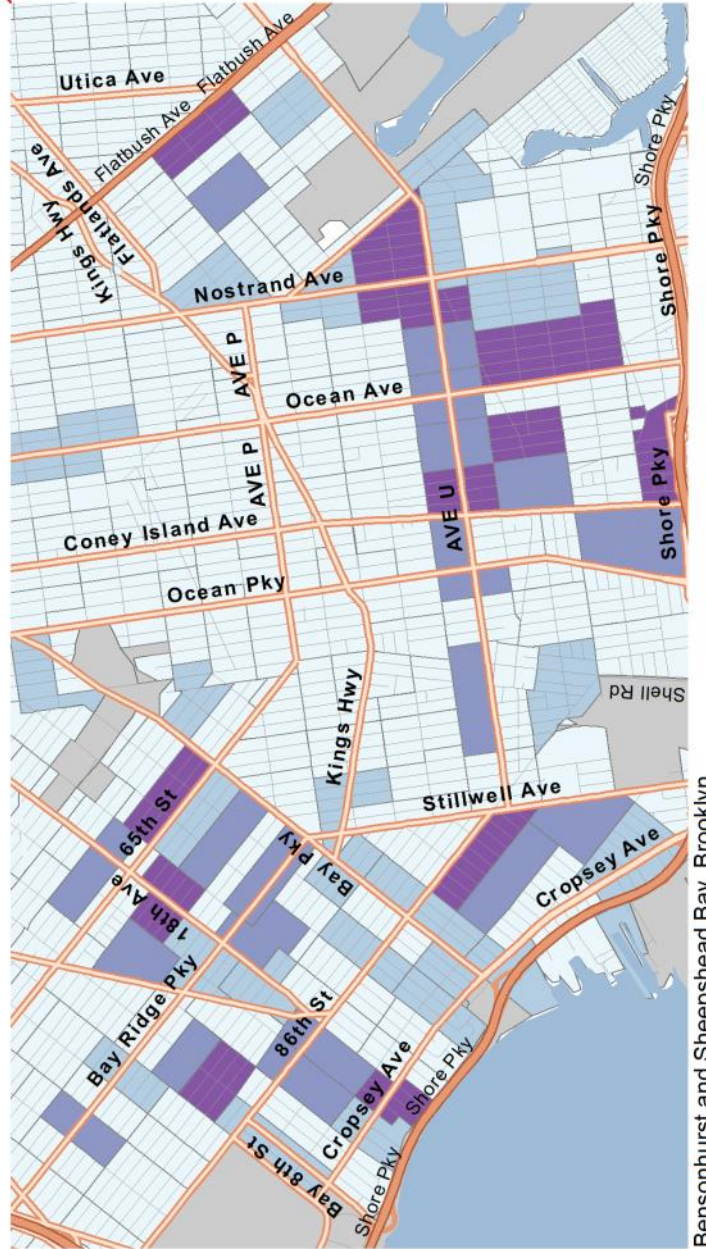 Utica Ave
Flatbush Ave
Flatbush Ave
Flatlands Ave
Kings Hwy
Nostrand Ave
AVE P
Ocean Ave
AVE P
Coney Island Ave
Ocean Pky
AVE U
Shore Pky
Shore Pky
Shore Pky
Kings Hwy
Shell Rd
65th St
18th Ave
Bay Pky
Stillwell Ave
Bay Ridge Pky
86th St
Cropsey Ave
Cropsey Ave
Bay 8th St
Shore Pky
Shore Pky
Bensonhurst and Sheepshead Bay, Brooklyn